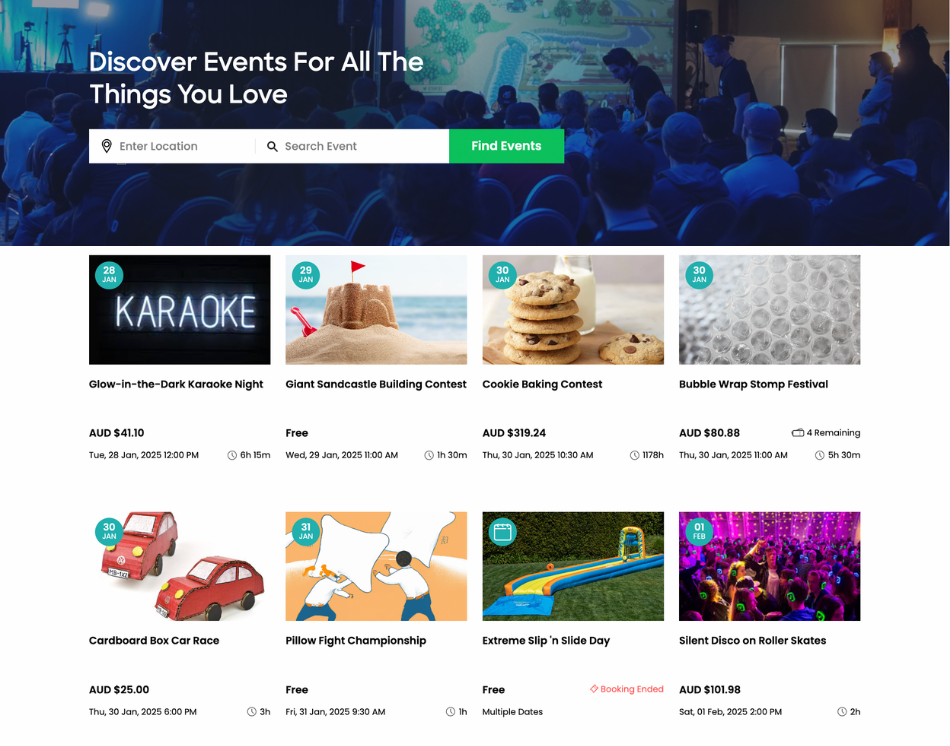 Discover Events For All The
Things You Love
Enter Location
Search Event
Find Events
28
JAN
KARAOKE
Glow-in-the-Dark Karaoke Night
AUD $41.10
Tue, 28 Jan, 2025 12:00 PM
6h 15m
29
JAN
Giant Sandcastle Building Contest
Free
Wed, 29 Jan, 2025 11:00 AM
1h 30m
30
JAN
Cookie Baking Contest
AUD $319.24
Thu, 30 Jan, 2025 10:30 AM
1178h
30
JAN
Bubble Wrap Stomp Festival
AUD $80.88
4 Remaining
Thu, 30 Jan, 2025 11:00 AM
5h 30m
30
JAN
Cardboard Box Car Race
AUD $25.00
Thu, 30 Jan, 2025 6:00 PM
3h
31
JAN
Pillow Fight Championship
Free
Fri, 31 Jan, 2025 9:30 AM
1h
Extreme Slip 'n Slide Day
Free
Booking Ended
Multiple Dates
01
FEB
Silent Disco on Roller Skates
AUD $101.98
Sat, 01 Feb, 2025 2:00 PM
2h